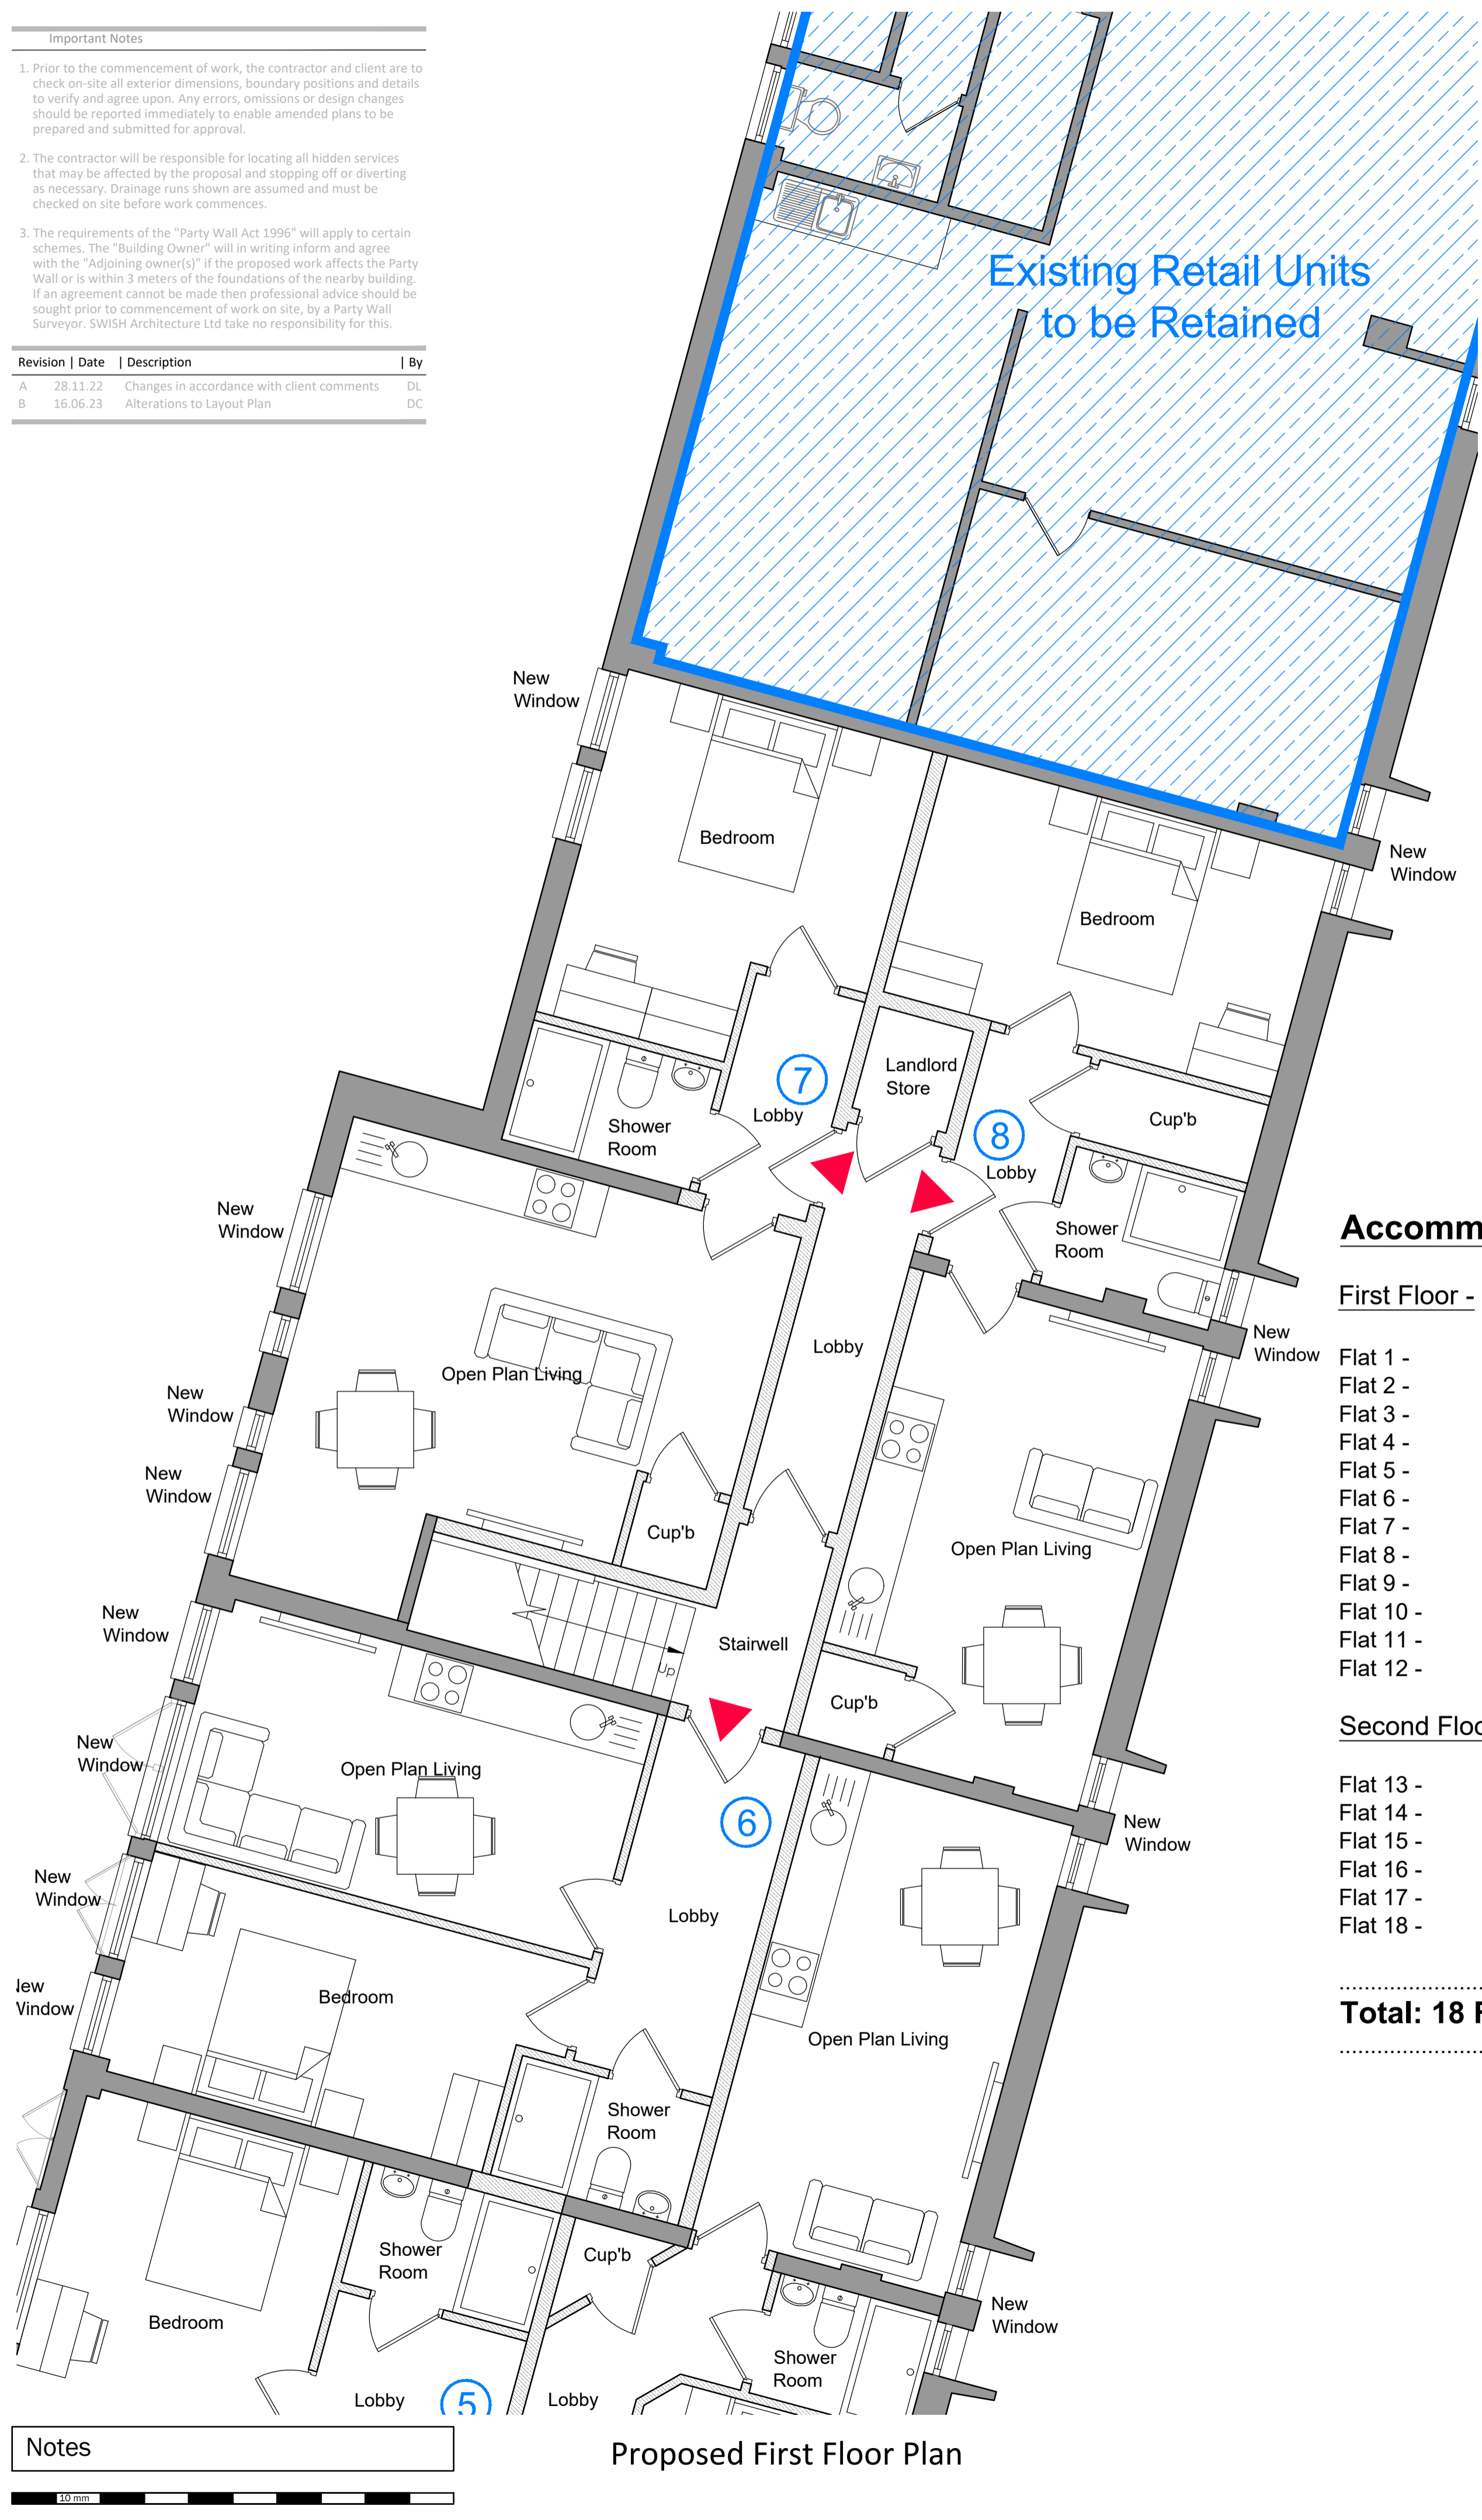 Important Notes
1. Prior to the commencement of work, the contractor and client are to
check on-site all exterior dimensions, boundary positions and details
to verify and agree upon. Any errors, omissions or design changes
should be reported immediately to enable amended plans to be
prepared and submitted for approval.
2. The contractor will be responsible for locating all hidden services
that may be affected by the proposal and stopping off or diverting
as necessary. Drainage runs shown are assumed and must be
checked on site before work commences.
3. The requirements of the "Party Wall Act 1996" will apply to certain
schemes. The "Building Owner" will in writing inform and agree
with the "Adjoining owner(s)" if the proposed work affects the Party
Wall or is within 3 meters of the foundations of the nearby building.
If an agreement cannot be made then professional advice should be
sought prior to commencement of work on site, by a Party Wall
Surveyor. SWISH Architecture Ltd take no responsibility for this.
Revision | Date | Description | By
A 28.11.22 Changes in accordance with client comments DL
B 16.06.23 Alterations to Layout Plan DC
Existing Retail Units
to be Retained
New
Window
Bedroom
New
Window
Bedroom
Landlord
Store
7
Lobby
Shower
Room
Cup'b
8
Lobby
Shower
Room
New
Window
New
Window
Lobby
Open Plan Living
New
Window
New
Window
Cup'b
Open Plan Living
New
Window
Stairwell
Up
Cup'b
New
Window
Open Plan Living
6
New
Window
New
Window
Lobby
Bedroom
ew
Window
Open Plan Living
Shower
Room
Shower
Room
Cup'b
Bedroom
New
Window
Shower
Room
Lobby
5
Lobby
Accomm
First Floor -
Flat 1 -
Flat 2 -
Flat 3 -
Flat 4 -
Flat 5 -
Flat 6 -
Flat 7 -
Flat 8 -
Flat 9 -
Flat 10 -
Flat 11 -
Flat 12 -
Second Floo
Flat 13 -
Flat 14 -
Flat 15 -
Flat 16 -
Flat 17 -
Flat 18 -
Total: 18 F
Notes
Proposed First Floor Plan
10 mm